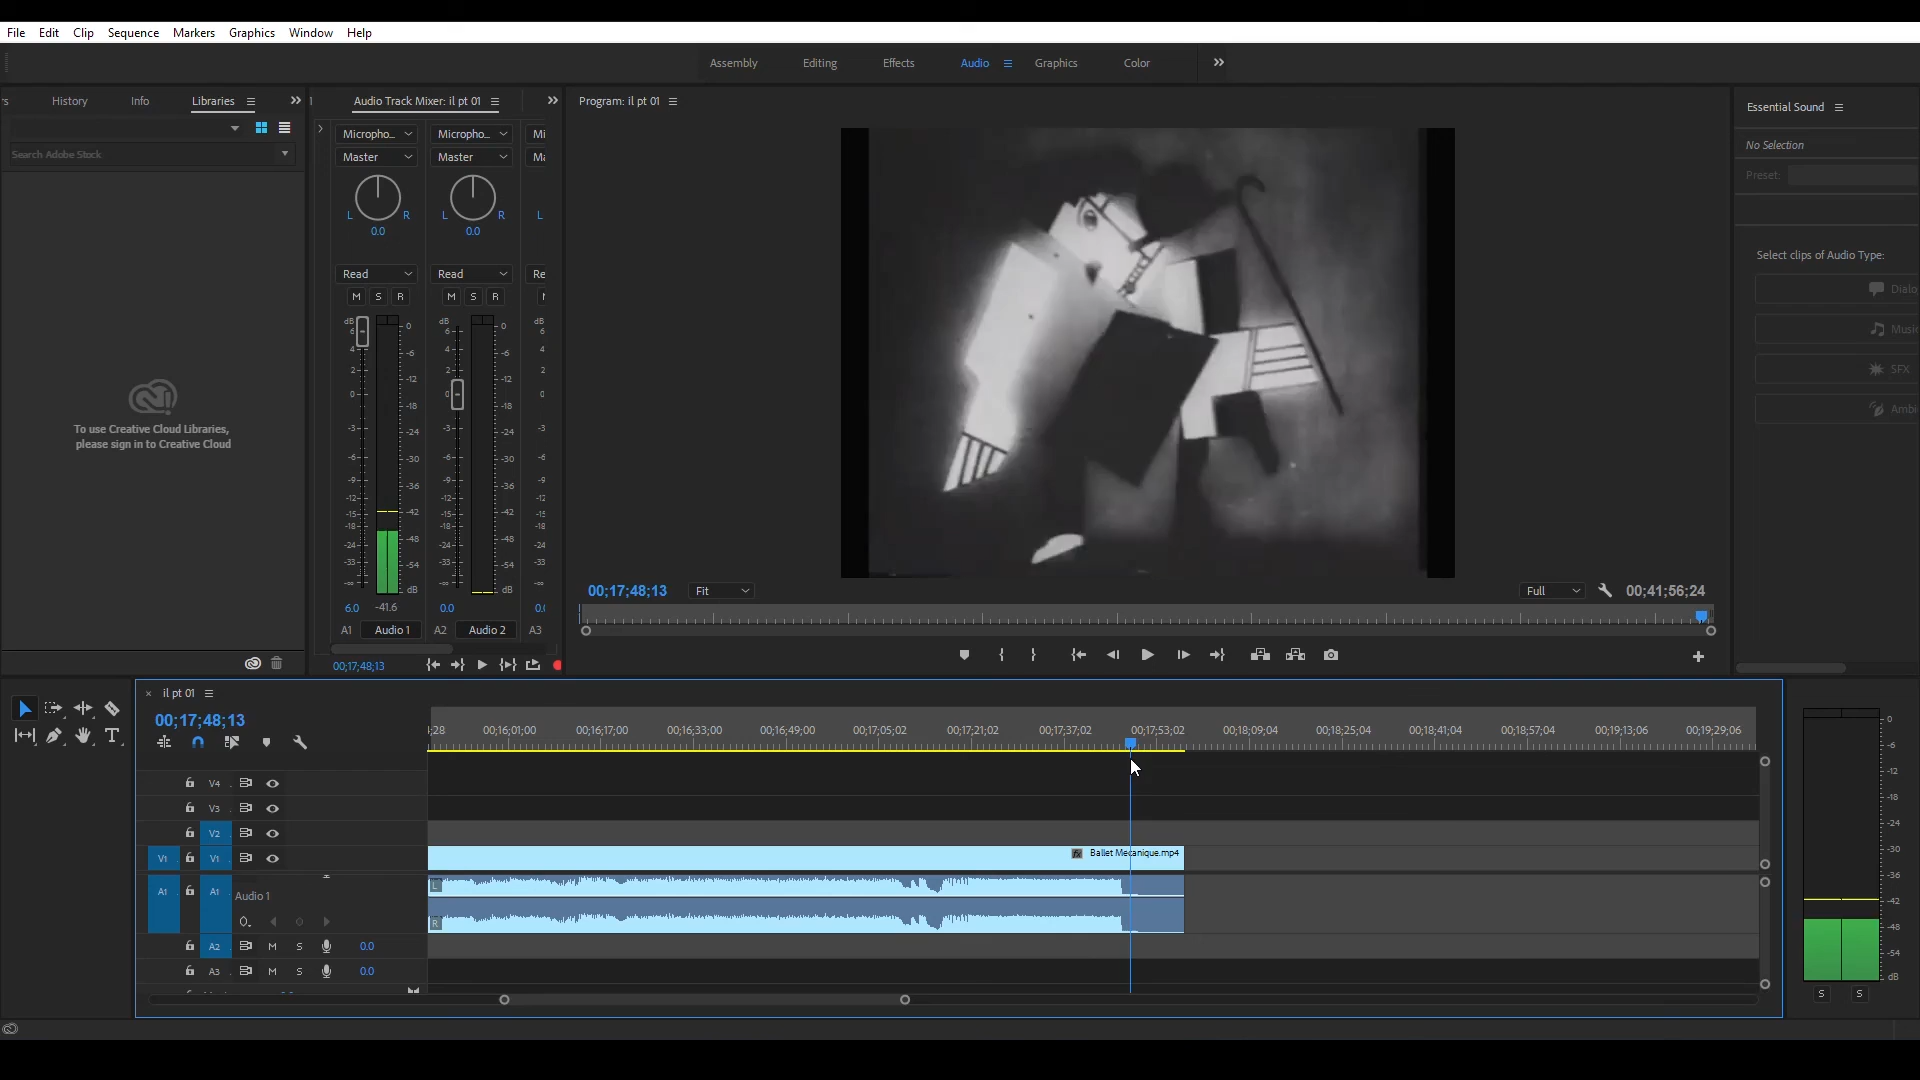 File Edit Clip Sequence Markers Graphics Window Help
Assembly Editing Effects Audio Graphics Color
History Info Libraries
Search Adobe Stock
To use Creative Cloud Libraries,
please sign in to Creative Cloud
Audio Track Mixer: il pt 01
Micropho... Micropho... Mi
Master Master Ma
L R L R L
0.0 0.0
Read Read Re
M S R M S R
dB dB dB
6 0 6 0 6
4 -6 4 -6 4
2 -12 2 -12 2
0 -18 0 -18 0
-3 -24 -3 -24 -3
-6 -30 -6 -30 -6
-9 -36 -9 -36 -9
-12 -12 -12
-15 -42 -15 -42 -15
-18 -18 -18
-24 -48 -24 -48 -24
-33 -54 -33 -54 -33
-∞ dB -∞ dB -∞
6.0 -41.6 0.0 0.0
A1 Audio 1 A2 Audio 2 A3
00;17;48;13
Program: il pt 01
00;17;48;13 Fit Full 00;41;56;24
Essential Sound
No Selection
Preset:
Select clips of Audio Type:
Dialo
Music
SFX
Ambi
il pt 01
00;17;48;13
;28 00;16;01;00 00;16;17;00 00;16;33;00 00;16;49;00 00;17;05;02 00;17;21;02 00;17;37;02 00;17;53;02 00;18;09;04 00;18;25;04 00;18;41;04 00;18;57;04 00;19;13;06 00;19;29;06
V4
V3
V2
V1 V1 fx Ballet Mecanique.mp4
A1 A1 Audio 1 L
R
A2 M S 0.0
A3 M S 0.0
0
-6
-12
-18
-24
-30
-36
-42
-48
-54
dB
S S